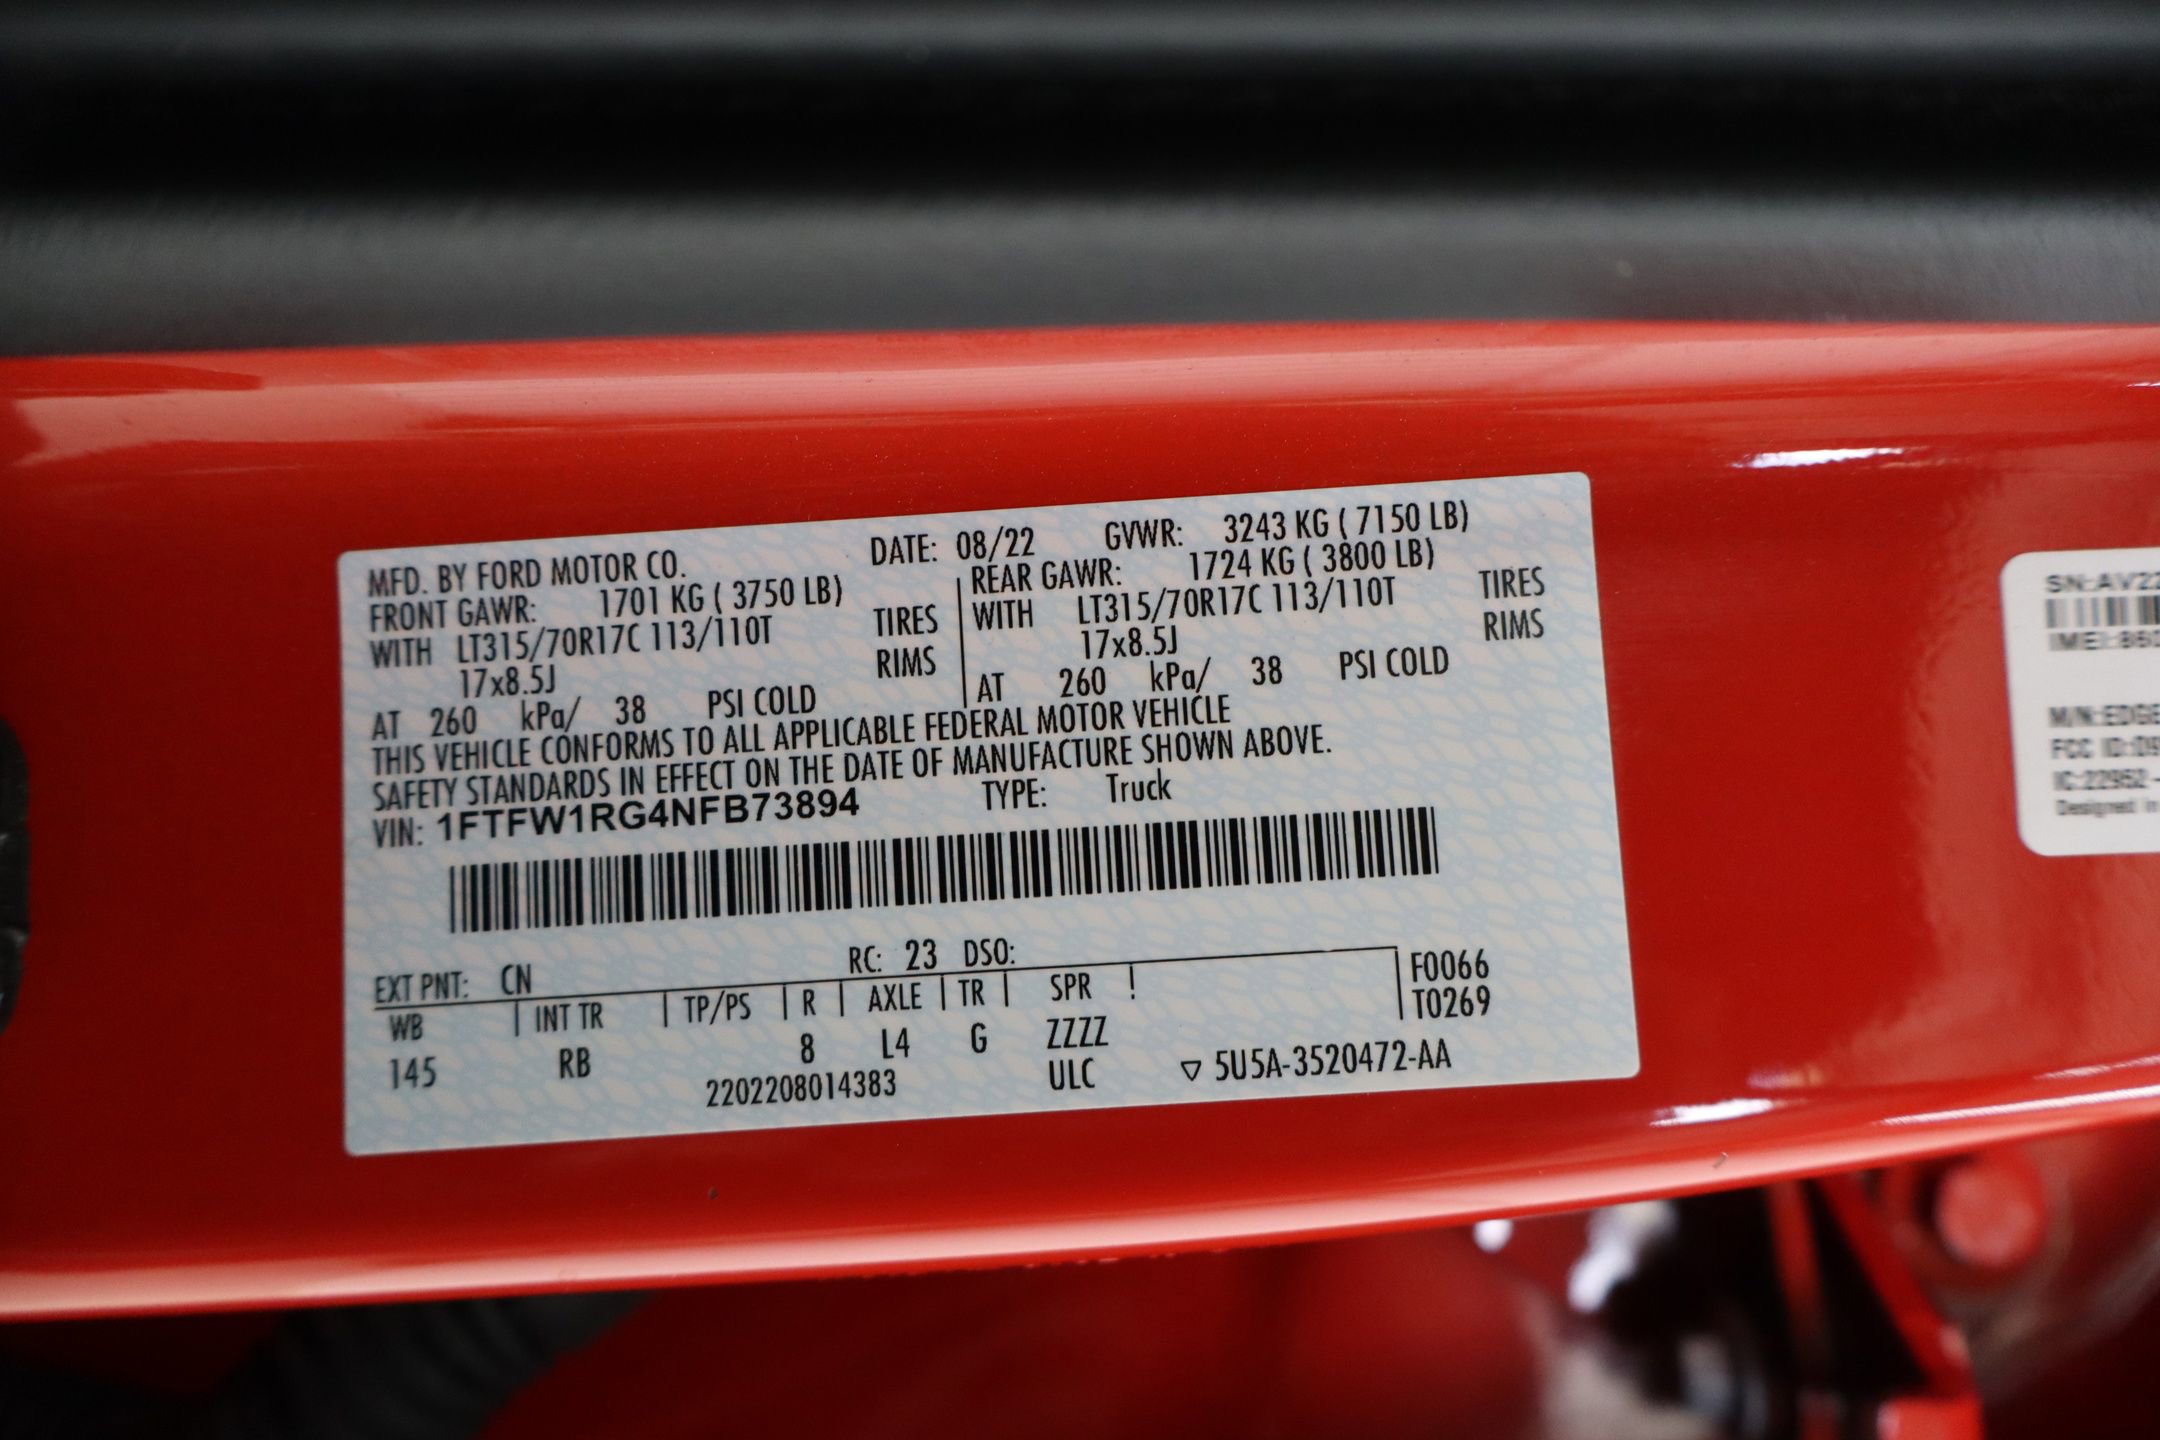 MFD. BY FORD MOTOR CO. DATE: 08/22 GVWR: 3243 KG ( 7150 LB)
FRONT GAWR: 1701 KG ( 3750 LB) REAR GAWR: 1724 KG ( 3800 LB)
WITH LT315/70R17C 113/110T TIRES WITH LT315/70R17C 113/110T TIRES
17x8.5J RIMS 17x8.5J RIMS
AT 260 kPa/ 38 PSI COLD AT 260 kPa/ 38 PSI COLD
THIS VEHICLE CONFORMS TO ALL APPLICABLE FEDERAL MOTOR VEHICLE
SAFETY STANDARDS IN EFFECT ON THE DATE OF MANUFACTURE SHOWN ABOVE.
VIN: 1FTFW1RG4NFB73894 TYPE: Truck
EXT PNT: CN RC: 23 DSO:
WB | INT TR | TP/PS | R | AXLE | TR | SPR | F0066
T0269
145 RB 8 L4 G ZZZZ
2202208014383 ULC ▽ 5U5A-3520472-AA
SN:AV22
IMEI:860
M/N:EDGE
FCC ID:
IC:22952-
Designed in